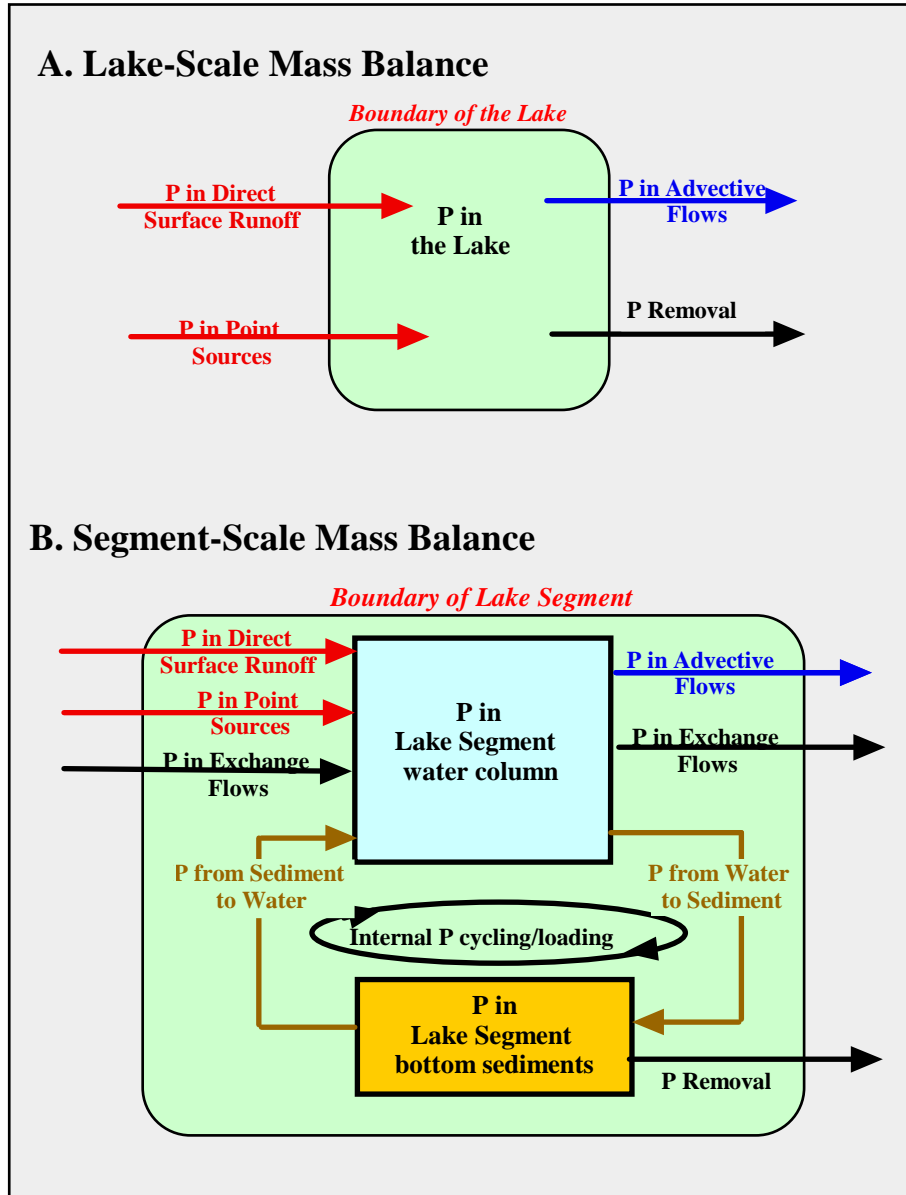 A. Lake-Scale Mass Balance
Boundary of the Lake
P in Direct
Surface Runoff
P in
the Lake
P in Advective
Flows
P in Point
Sources
P Removal
B. Segment-Scale Mass Balance
Boundary of Lake Segment
P in Direct
Surface Runoff
P in Point
Sources
P in Exchange
Flows
P in
Lake Segment
water column
P in Advective
Flows
P in Exchange
Flows
P from Sediment
to Water
P from Water
to Sediment
Internal P cycling/loading
P in
Lake Segment
bottom sediments
P Removal